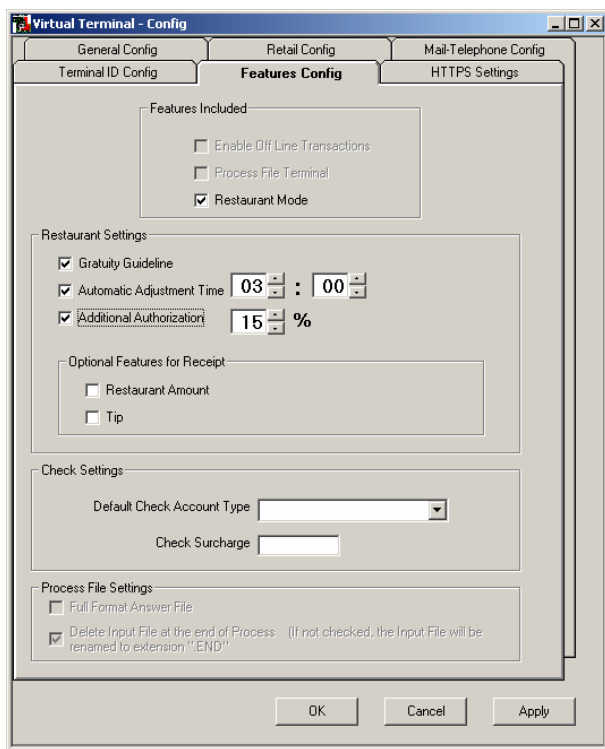 Virtual Terminal - Config
General Config Retail Config Mail-Telephone Config
Terminal ID Config Features Config HTTPS Settings
Features Included
Enable Off Line Transactions
Process File Terminal
Restaurant Mode
Restaurant Settings
Gratuity Guideline
Automatic Adjustment Time 03 : 00
Additional Authorization 15 %
Optional Features for Receipt
Restaurant Amount
Tip
Check Settings
Default Check Account Type
Check Surcharge
Process File Settings
Full Format Answer File
Delete Input File at the end of Process (If not checked, the Input File will be
renamed to extension ".END"
OK Cancel Apply